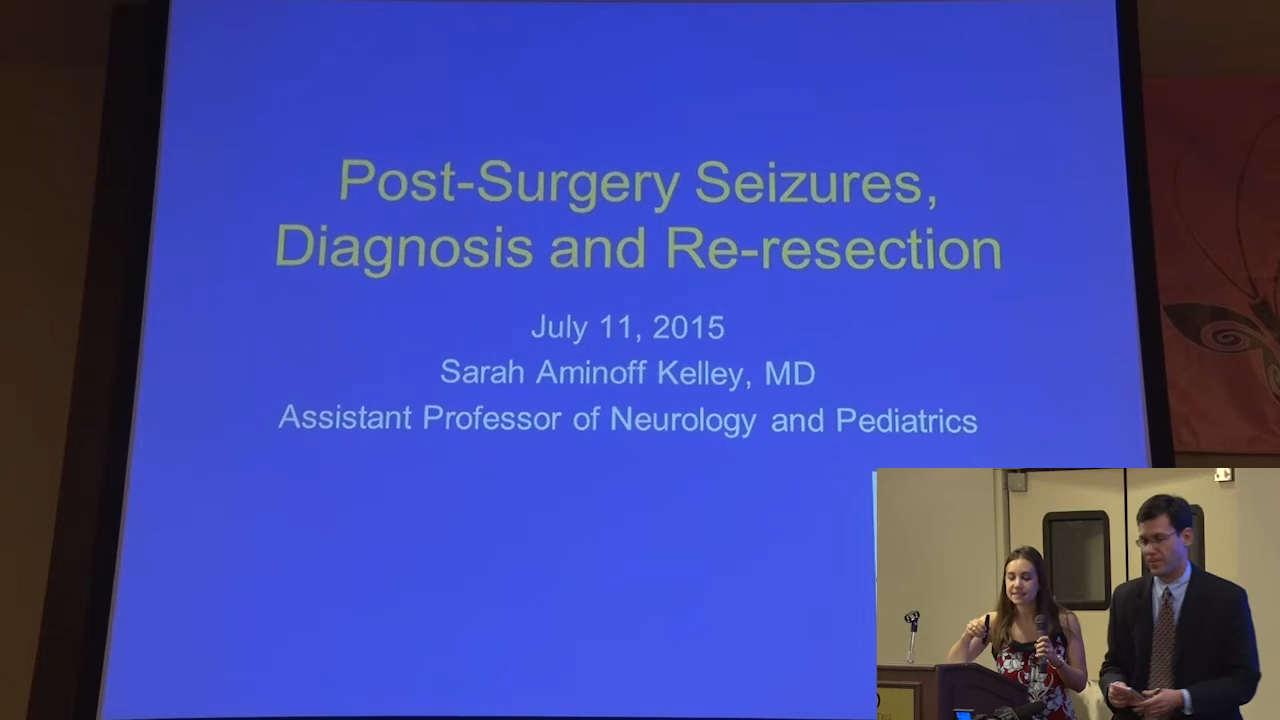 Post-Surgery Seizures,
Diagnosis and Re-resection
July 11, 2015
Sarah Aminoff Kelley, MD
Assistant Professor of Neurology and Pediatrics